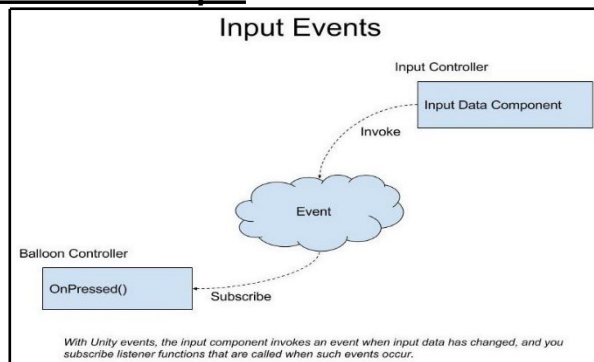 Input Events
Input Controller
Input Data Component
Invoke
Event
Balloon Controller
OnPressed()
Subscribe
With Unity events, the input component invokes an event when input data has changed, and you
subscribe listener functions that are called when such events occur.